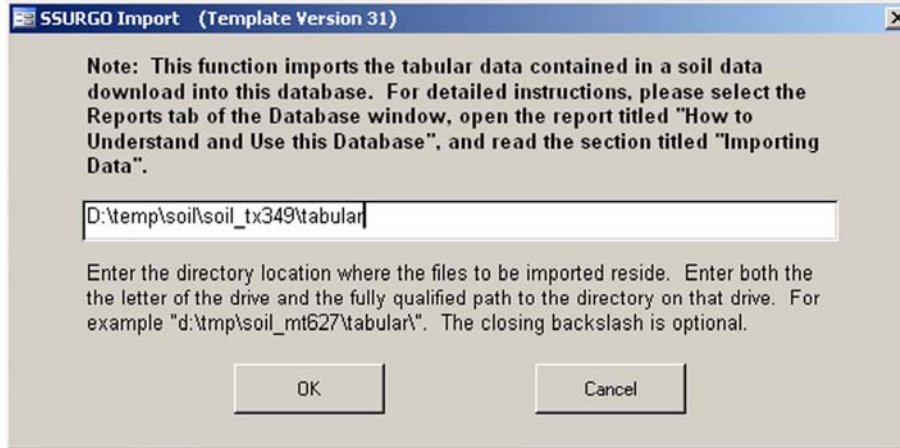 SSURGO Import   (Template Version 31)
Note:  This function imports the tabular data contained in a soil data
download into this database.  For detailed instructions, please select the
Reports tab of the Database window, open the report titled "How to
Understand and Use this Database", and read the section titled "Importing
Data".
D:\temp\soil\soil_tx349\tabular
Enter the directory location where the files to be imported reside.  Enter both the
the letter of the drive and the fully qualified path to the directory on that drive.  For
example "d:\tmp\soil_mt627\tabular\".  The closing backslash is optional.
OK
Cancel